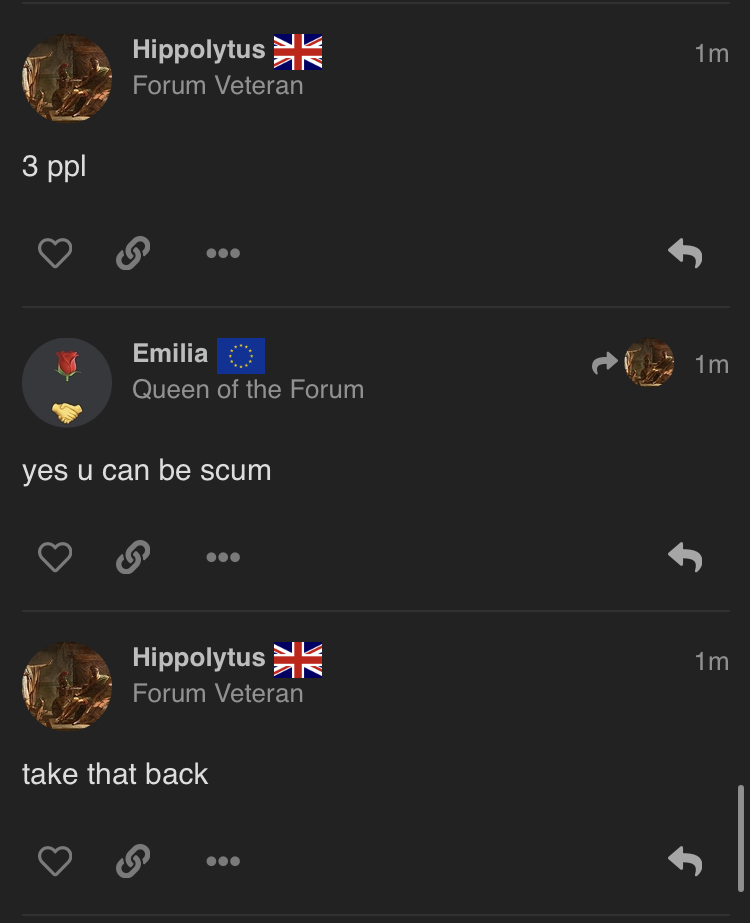 Hippolytus
1m
Forum Veteran
3 ppl
Emilia
1m
Queen of the Forum
yes u can be scum
Hippolytus
1m
Forum Veteran
take that back